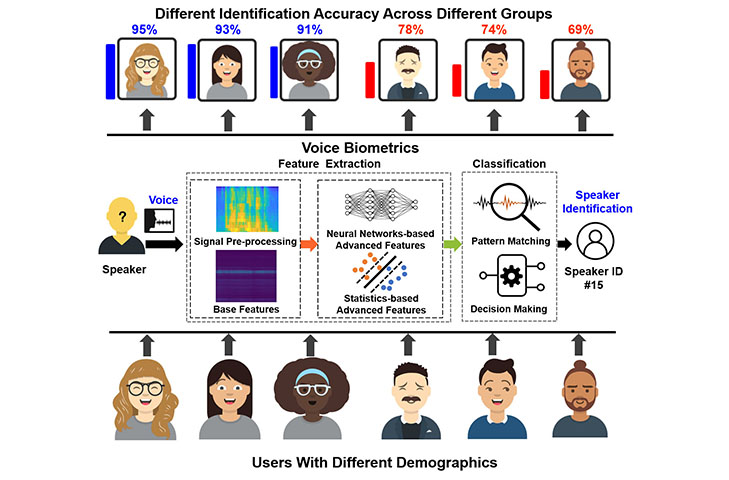 Different Identification Accuracy Across Different Groups
95%
93%
91%
78%
74%
69%
Voice Biometrics
Feature Extraction
Classification
Voice
?
Speaker
Signal Pre-processing
Base Features
Neural Networks-based
Advanced Features
Statistics-based
Advanced Features
Pattern Matching
Decision Making
Speaker
Identification
Speaker ID
#15
Users With Different Demographics